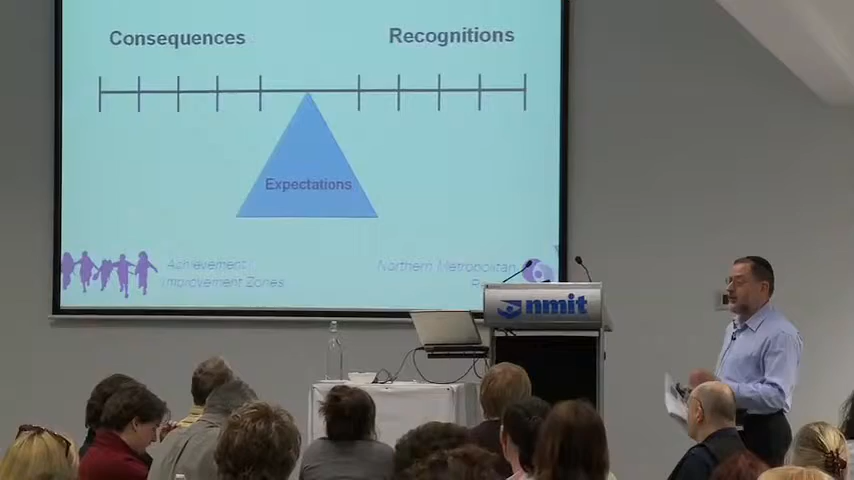 Consequences
Recognitions
Expectations
Achievement
Improvement Zones
Northern Metropolitan
nmit